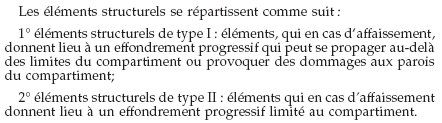 Les éléments structurels se répartissent comme suit :
1° éléments structurels de type I : éléments, qui en cas d'affaissement,
donnent lieu à un effondrement progressif qui peut se propager au-delà
des limites du compartiment ou provoquer des dommages aux parois
du compartiment;
2° éléments structurels de type II : éléments qui en cas d'affaissement
donnent lieu à un effondrement progressif limité au compartiment.